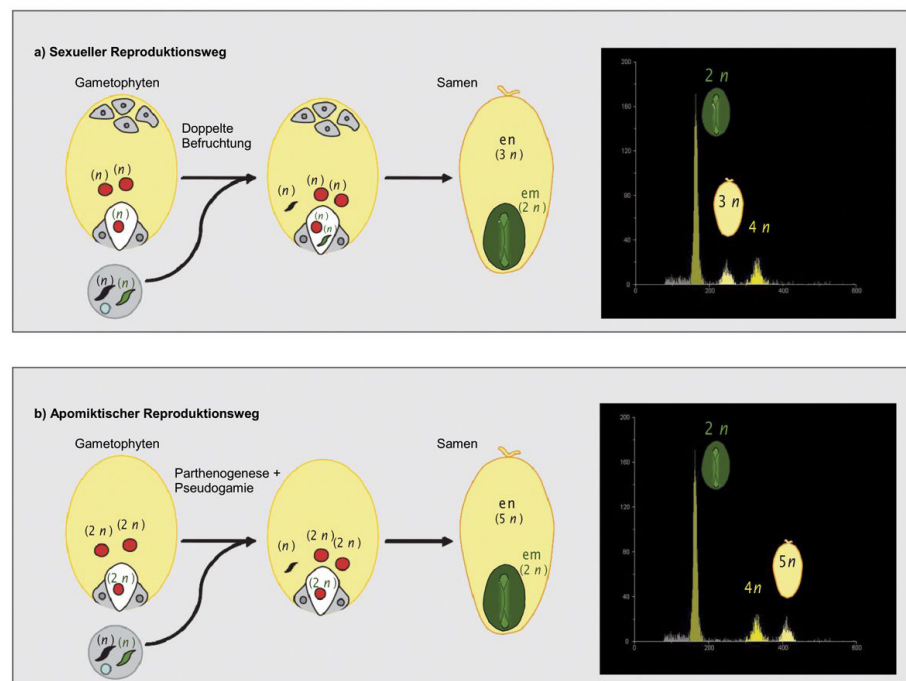 a) Sexueller Reproduktionsweg
Gametophyten
Samen
Doppelte
Befruchtung
(n) (n)
(n)
(n) (n)
(n)
(n)
(n)
(n) (n)
en
(3 n)
em
(2 n)
200
160
120
80
40
0
0
200
400
600
2 n
3 n
4 n
b) Apomiktischer Reproduktionsweg
Gametophyten
Samen
Parthenogenese +
Pseudogamie
(2 n) (2 n)
(2 n)
(n) (n)
(n)
(2 n) (2 n)
(2 n)
en
(5 n)
em
(2 n)
200
160
120
80
40
0
0
200
400
600
2 n
4n
5n